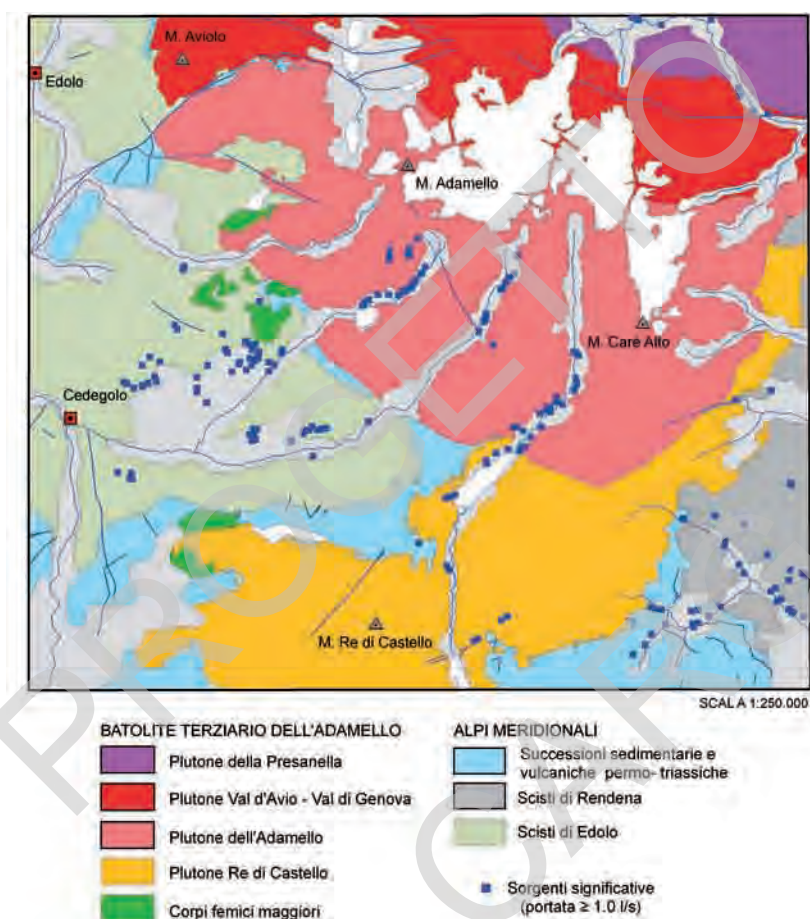 M. Aviolo
Edolo
M. Adamello
M. Care Alto
Cedegolo
M. Re di Castello
SCALA 1:250.000
BATOLITE TERZIARIO DELL'ADAMELLO
Plutone della Presanella
Plutone Val d'Avio - Val di Genova
Plutone dell'Adamello
Plutone Re di Castello
Corpi femici maggiori
ALPI MERIDIONALI
Successioni sedimentarie e
vulcaniche permo-triassiche
Scisti di Rendena
Scisti di Edolo
Sorgenti significative
(portata ≥ 1.0 l/s)
PROGETTO